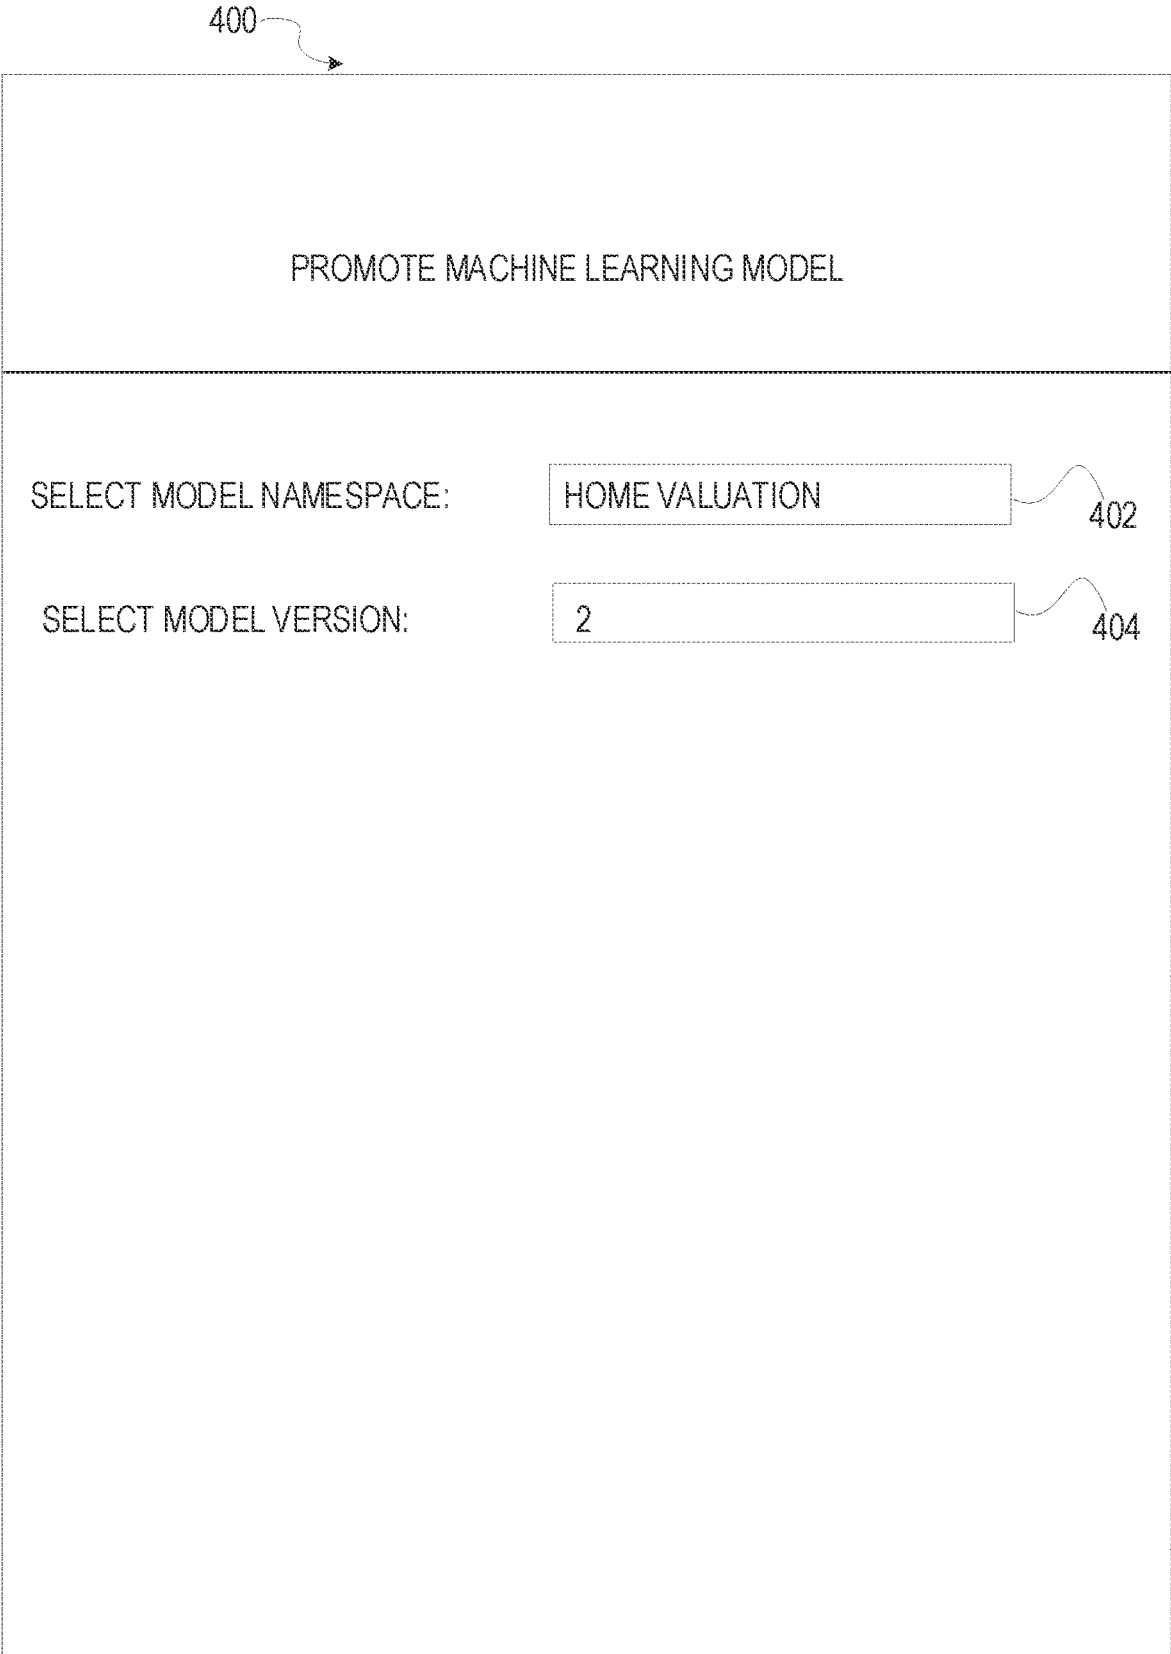 400
PROMOTE MACHINE LEARNING MODEL
SELECT MODEL NAMESPACE: HOME VALUATION 402
SELECT MODEL VERSION: 2 404